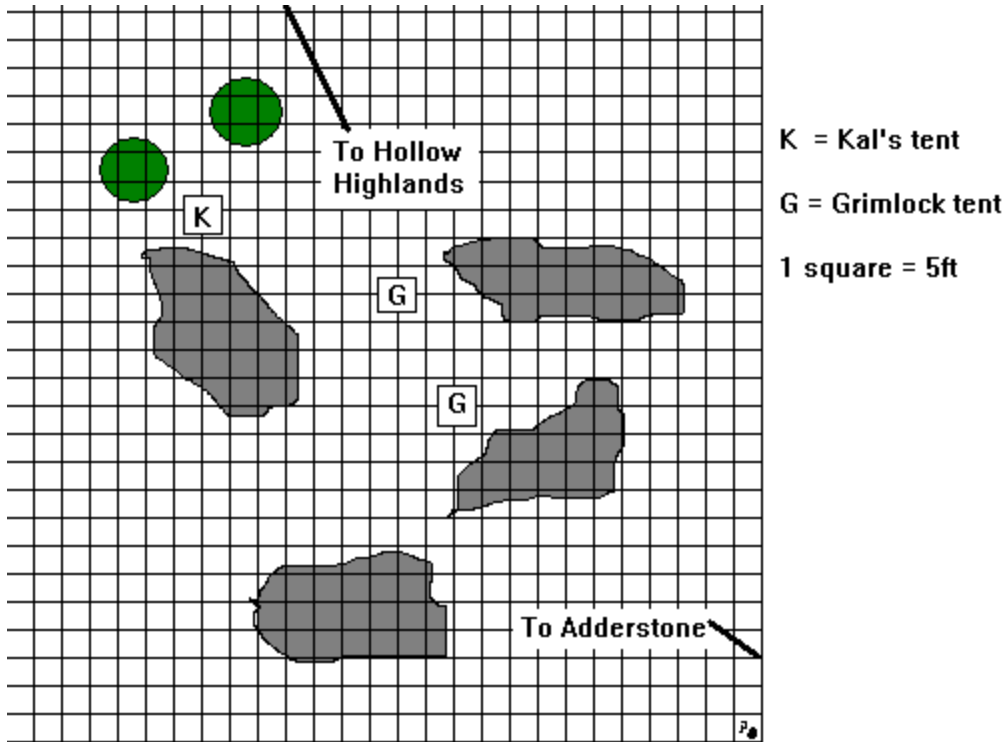 To Hollow
Highlands
K = Kal's tent
K
G = Grimlock tent
1 square = 5ft
G
G
To Adderstone